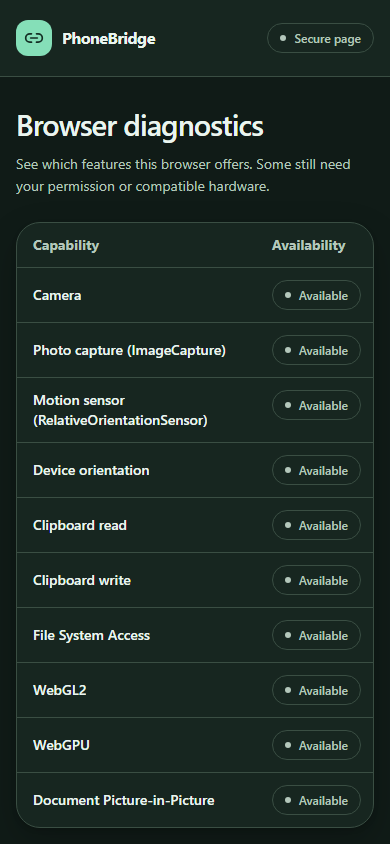 PhoneBridge
Secure page
Browser diagnostics
See which features this browser offers. Some still need
your permission or compatible hardware.
Capability
Availability
Camera
Available
Photo capture (ImageCapture)
Available
Motion sensor
(RelativeOrientationSensor)
Available
Device orientation
Available
Clipboard read
Available
Clipboard write
Available
File System Access
Available
WebGL2
Available
WebGPU
Available
Document Picture-in-Picture
Available